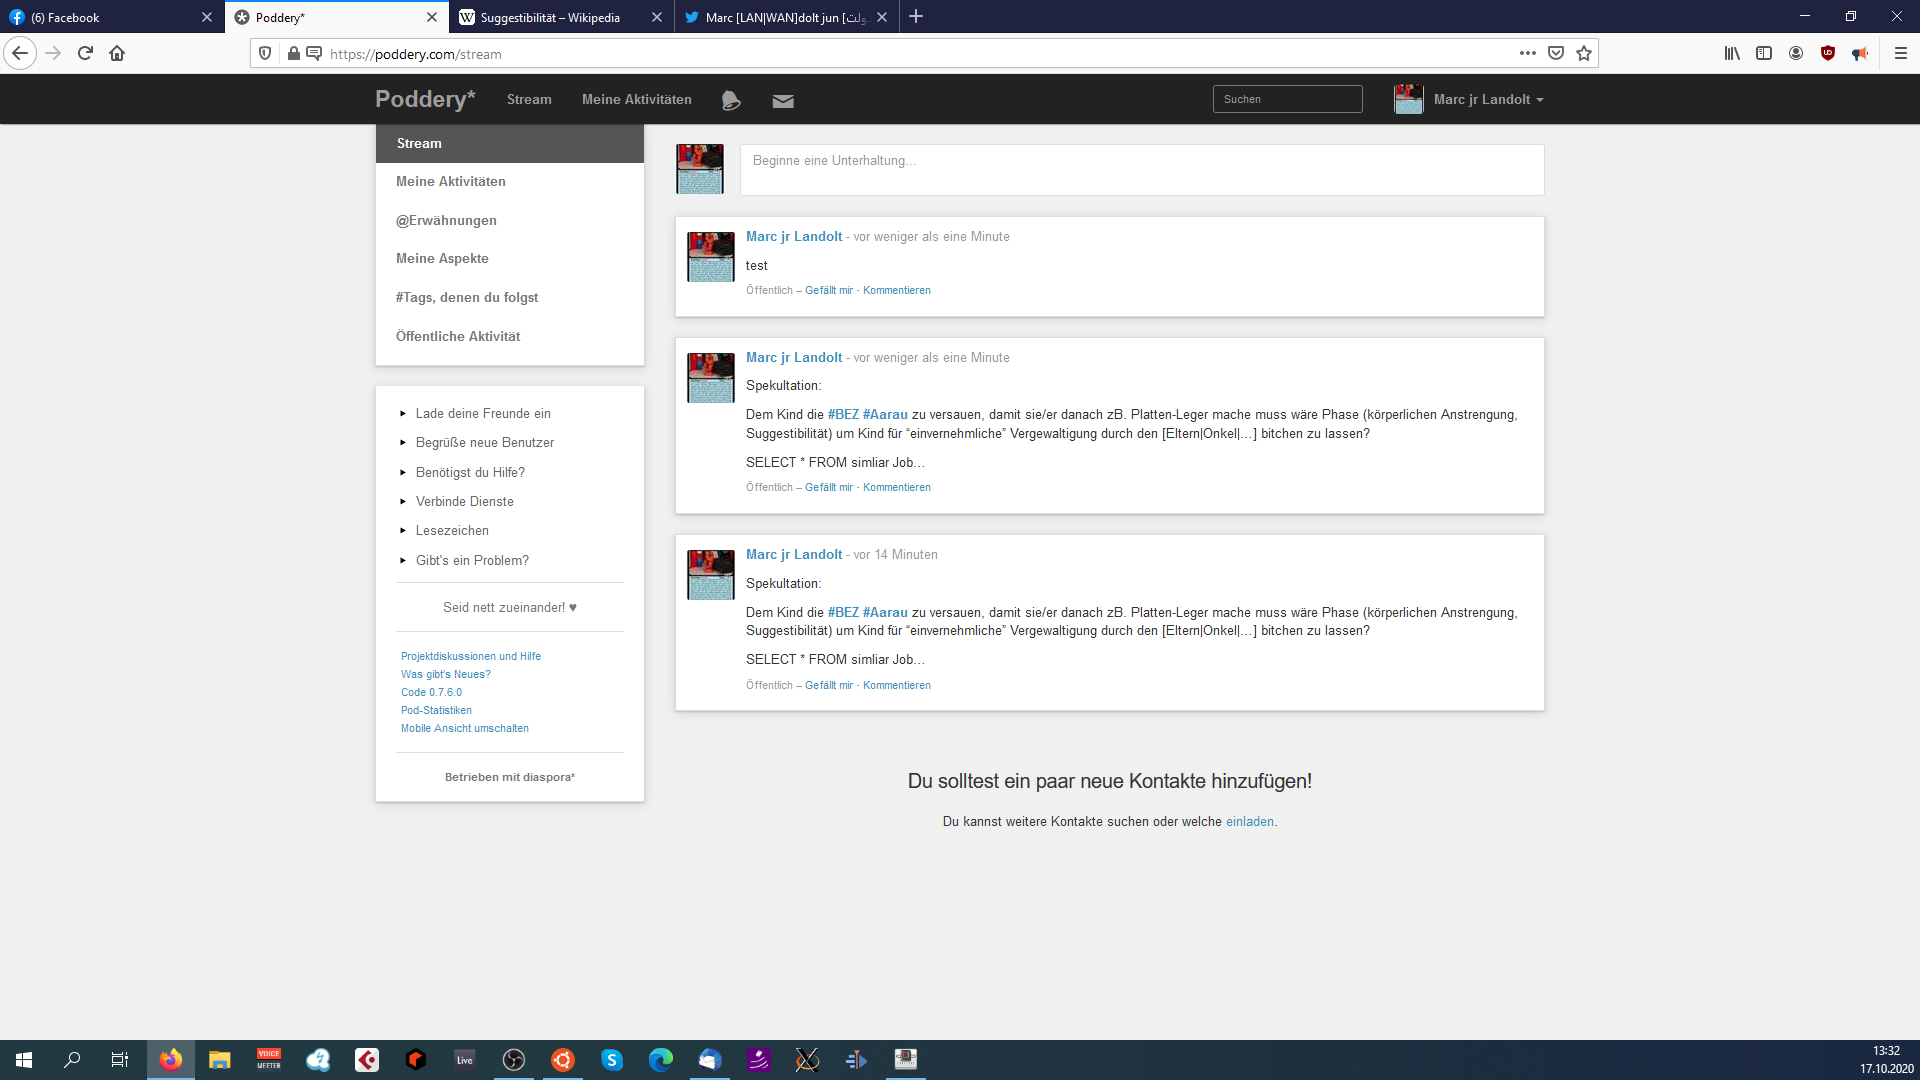 (6) Facebook
Poddery*
Suggestibilität – Wikipedia
Marc [LAN|WAN]dolt jun
https://poddery.com/stream
Poddery*
Stream
Meine Aktivitäten
Suchen
Marc jr Landolt
Stream
Meine Aktivitäten
@Erwähnungen
Meine Aspekte
#Tags, denen du folgst
Öffentliche Aktivität
Lade deine Freunde ein
Begrüße neue Benutzer
Benötigst du Hilfe?
Verbinde Dienste
Lesezeichen
Gibt's ein Problem?
Seid nett zueinander! ♥
Projektdiskussionen und Hilfe
Was gibt's Neues?
Code 0.7.6.0
Pod-Statistiken
Mobile Ansicht umschalten
Betrieben mit diaspora*
Beginne eine Unterhaltung...
Marc jr Landolt - vor weniger als eine Minute
test
Öffentlich – Gefällt mir · Kommentieren
Marc jr Landolt - vor weniger als eine Minute
Spekultation:
Dem Kind die #BEZ #Aarau zu versauen, damit sie/er danach zB. Platten-Leger mache muss wäre Phase (körperlichen Anstrengung,
Suggestibilität) um Kind für “einvernehmliche” Vergewaltigung durch den [Eltern|Onkel|…] bitchen zu lassen?
SELECT * FROM simliar Job…
Öffentlich – Gefällt mir · Kommentieren
Marc jr Landolt - vor 14 Minuten
Spekultation:
Dem Kind die #BEZ #Aarau zu versauen, damit sie/er danach zB. Platten-Leger mache muss wäre Phase (körperlichen Anstrengung,
Suggestibilität) um Kind für “einvernehmliche” Vergewaltigung durch den [Eltern|Onkel|…] bitchen zu lassen?
SELECT * FROM simliar Job…
Öffentlich – Gefällt mir · Kommentieren
Du solltest ein paar neue Kontakte hinzufügen!
Du kannst weitere Kontakte suchen oder welche einladen.
VOICE
MEETER
Live
13:32
17.10.2020